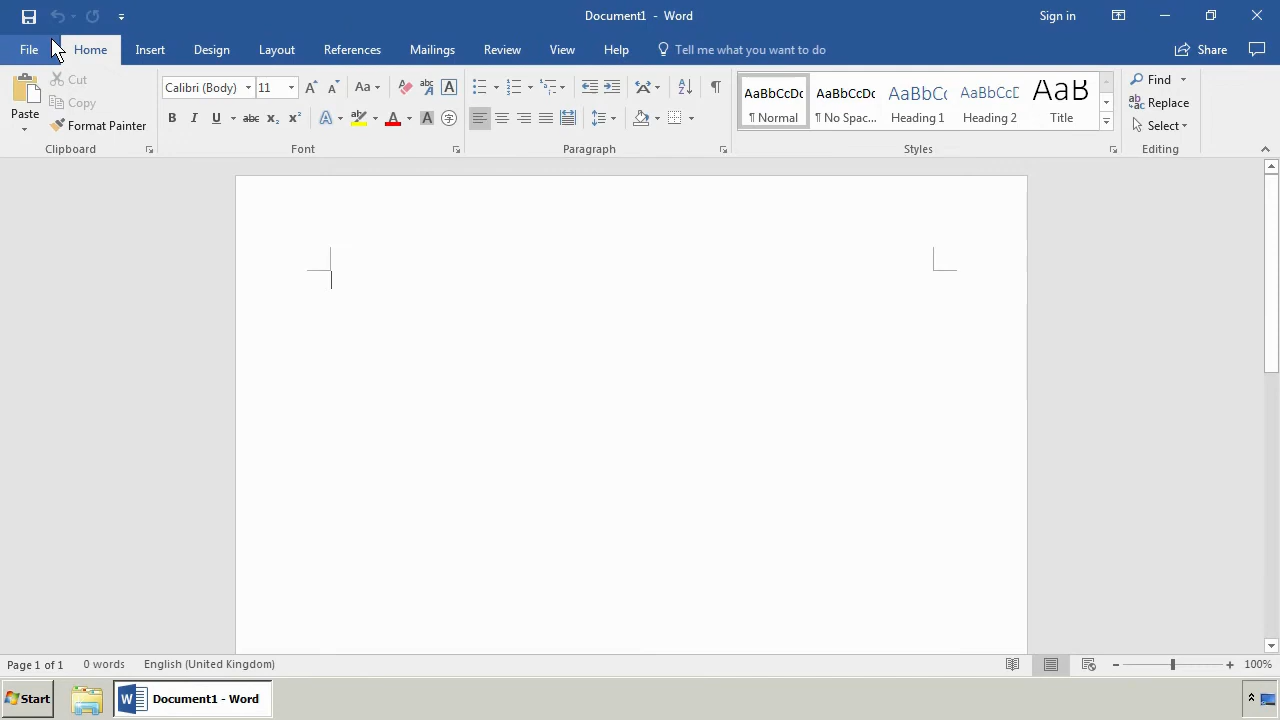 Document1 - Word
Sign in
File
Home
Insert
Design
Layout
References
Mailings
Review
View
Help
Tell me what you want to do
Share
Paste
Cut
Copy
Format Painter
Clipboard
Calibri (Body)
11
Aa
abc
Font
Paragraph
AaBbCcDc
¶ Normal
AaBbCcDc
¶ No Spac...
AaBbCc
Heading 1
AaBbCcD
Heading 2
AaB
Title
Styles
Find
Replace
Select
Editing
Page 1 of 1
0 words
English (United Kingdom)
100%
Start
Document1 - Word